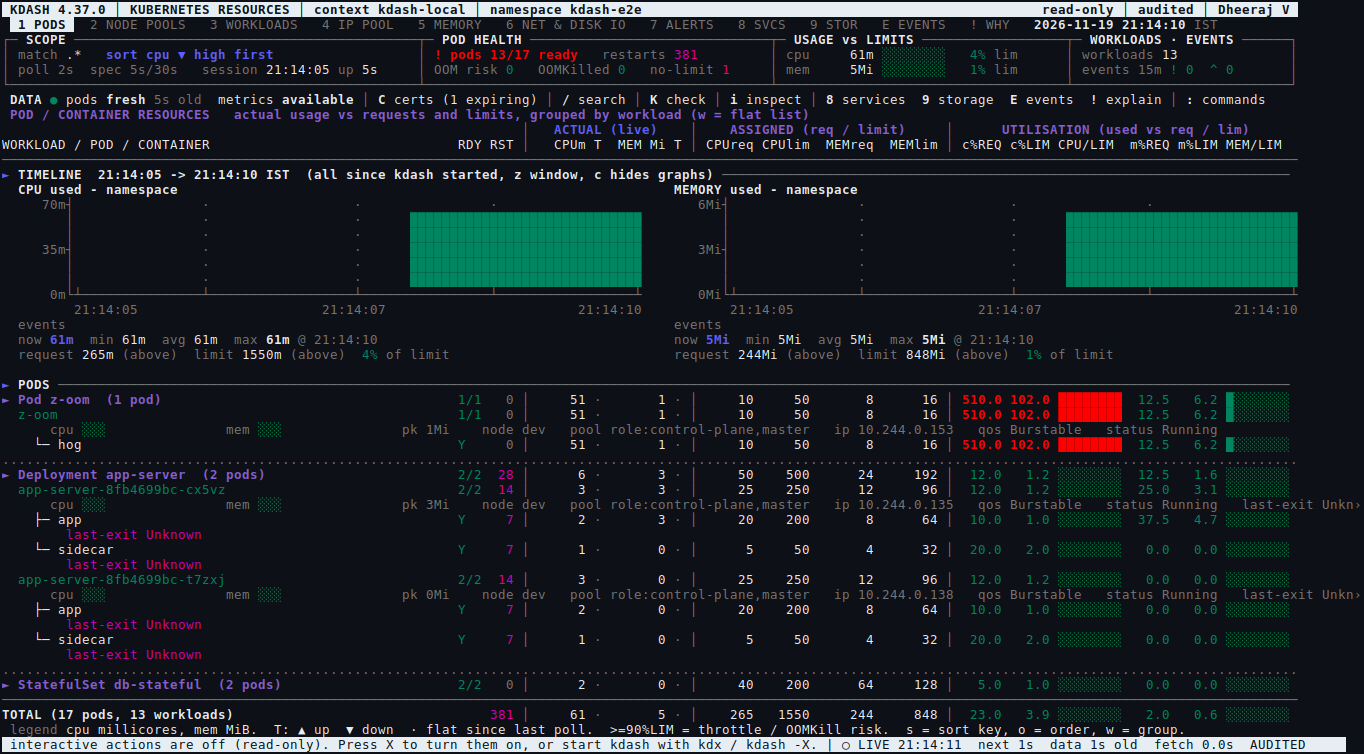 KDASH 4.37.0 │ KUBERNETES RESOURCES │ context kdash-local │ namespace kdash-e2e read-only │ audited │ Dheeraj V
1 PODS 2 NODE POOLS 3 WORKLOADS 4 IP POOL 5 MEMORY 6 NET & DISK IO 7 ALERTS 8 SVCS 9 STOR E EVENTS ! WHY 2026-11-19 21:14:10 IST
SCOPE POD HEALTH USAGE vs LIMITS WORKLOADS · EVENTS
match .* sort cpu ▼ high first ! pods 13/17 ready restarts 381 cpu 61m 4% lim workloads 13
poll 2s spec 5s/30s session 21:14:05 up 5s OOM risk 0 OOMKilled 0 no-limit 1 mem 5Mi 1% lim events 15m ! 0 ^ 0
DATA ● pods fresh 5s old metrics available │ C certs (1 expiring) │ / search │ K check │ i inspect │ 8 services 9 storage E events ! explain │ : commands
POD / CONTAINER RESOURCES actual usage vs requests and limits, grouped by workload (w = flat list)
ACTUAL (live) │ ASSIGNED (req / limit) │ UTILISATION (used vs req / lim)
WORKLOAD / POD / CONTAINER RDY RST │ CPUm T MEM Mi T │ CPUreq CPUlim MEMreq MEMlim │ c%REQ c%LIM CPU/LIM m%REQ m%LIM MEM/LIM
► TIMELINE 21:14:05 -> 21:14:10 IST (all since kdash started, z window, c hides graphs)
CPU used - namespace MEMORY used - namespace
70m 6Mi
35m 3Mi
0m 0Mi
21:14:05 21:14:07 21:14:10 21:14:05 21:14:07 21:14:10
events events
now 61m min 61m avg 61m max 61m @ 21:14:10 now 5Mi min 5Mi avg 5Mi max 5Mi @ 21:14:10
request 265m (above) limit 1550m (above) 4% of limit request 244Mi (above) limit 848Mi (above) 1% of limit
► PODS
► Pod z-oom (1 pod) 1/1 0 │ 51 · 1 · │ 10 50 8 16 │ 510.0 102.0 12.5 6.2
z-oom 1/1 0 │ 51 · 1 · │ 10 50 8 16 │ 510.0 102.0 12.5 6.2
cpu mem pk 1Mi node dev pool role:control-plane,master ip 10.244.0.153 qos Burstable status Running
└─ hog Y 0 │ 51 · 1 · │ 10 50 8 16 │ 510.0 102.0 12.5 6.2
► Deployment app-server (2 pods) 2/2 28 │ 6 · 3 · │ 50 500 24 192 │ 12.0 1.2 12.5 1.6
app-server-8fb4699bc-cx5vz 2/2 14 │ 3 · 3 · │ 25 250 12 96 │ 12.0 1.2 25.0 3.1
cpu mem pk 3Mi node dev pool role:control-plane,master ip 10.244.0.135 qos Burstable status Running last-exit Unkn›
├─ app Y 7 │ 2 · 3 · │ 20 200 8 64 │ 10.0 1.0 37.5 4.7
last-exit Unknown
└─ sidecar Y 7 │ 1 · 0 · │ 5 50 4 32 │ 20.0 2.0 0.0 0.0
last-exit Unknown
app-server-8fb4699bc-t7zxj 2/2 14 │ 3 · 0 · │ 25 250 12 96 │ 12.0 1.2 0.0 0.0
cpu mem pk 0Mi node dev pool role:control-plane,master ip 10.244.0.138 qos Burstable status Running last-exit Unkn›
├─ app Y 7 │ 2 · 0 · │ 20 200 8 64 │ 10.0 1.0 0.0 0.0
last-exit Unknown
└─ sidecar Y 7 │ 1 · 0 · │ 5 50 4 32 │ 20.0 2.0 0.0 0.0
last-exit Unknown
► StatefulSet db-stateful (2 pods) 2/2 0 │ 2 · 0 · │ 40 200 64 128 │ 5.0 1.0 0.0 0.0
TOTAL (17 pods, 13 workloads) 381 │ 61 · 5 · │ 265 1550 244 848 │ 23.0 3.9 2.0 0.6
legend cpu millicores, mem MiB. T: ▲ up ▼ down · flat since last poll. >=90%LIM = throttle / OOMKill risk. s = sort key, o = order, w = group.
interactive actions are off (read-only). Press X to turn them on, or start kdash with kdx / kdash -X. │ ○ LIVE 21:14:11 next 1s data 1s old fetch 0.0s AUDITED